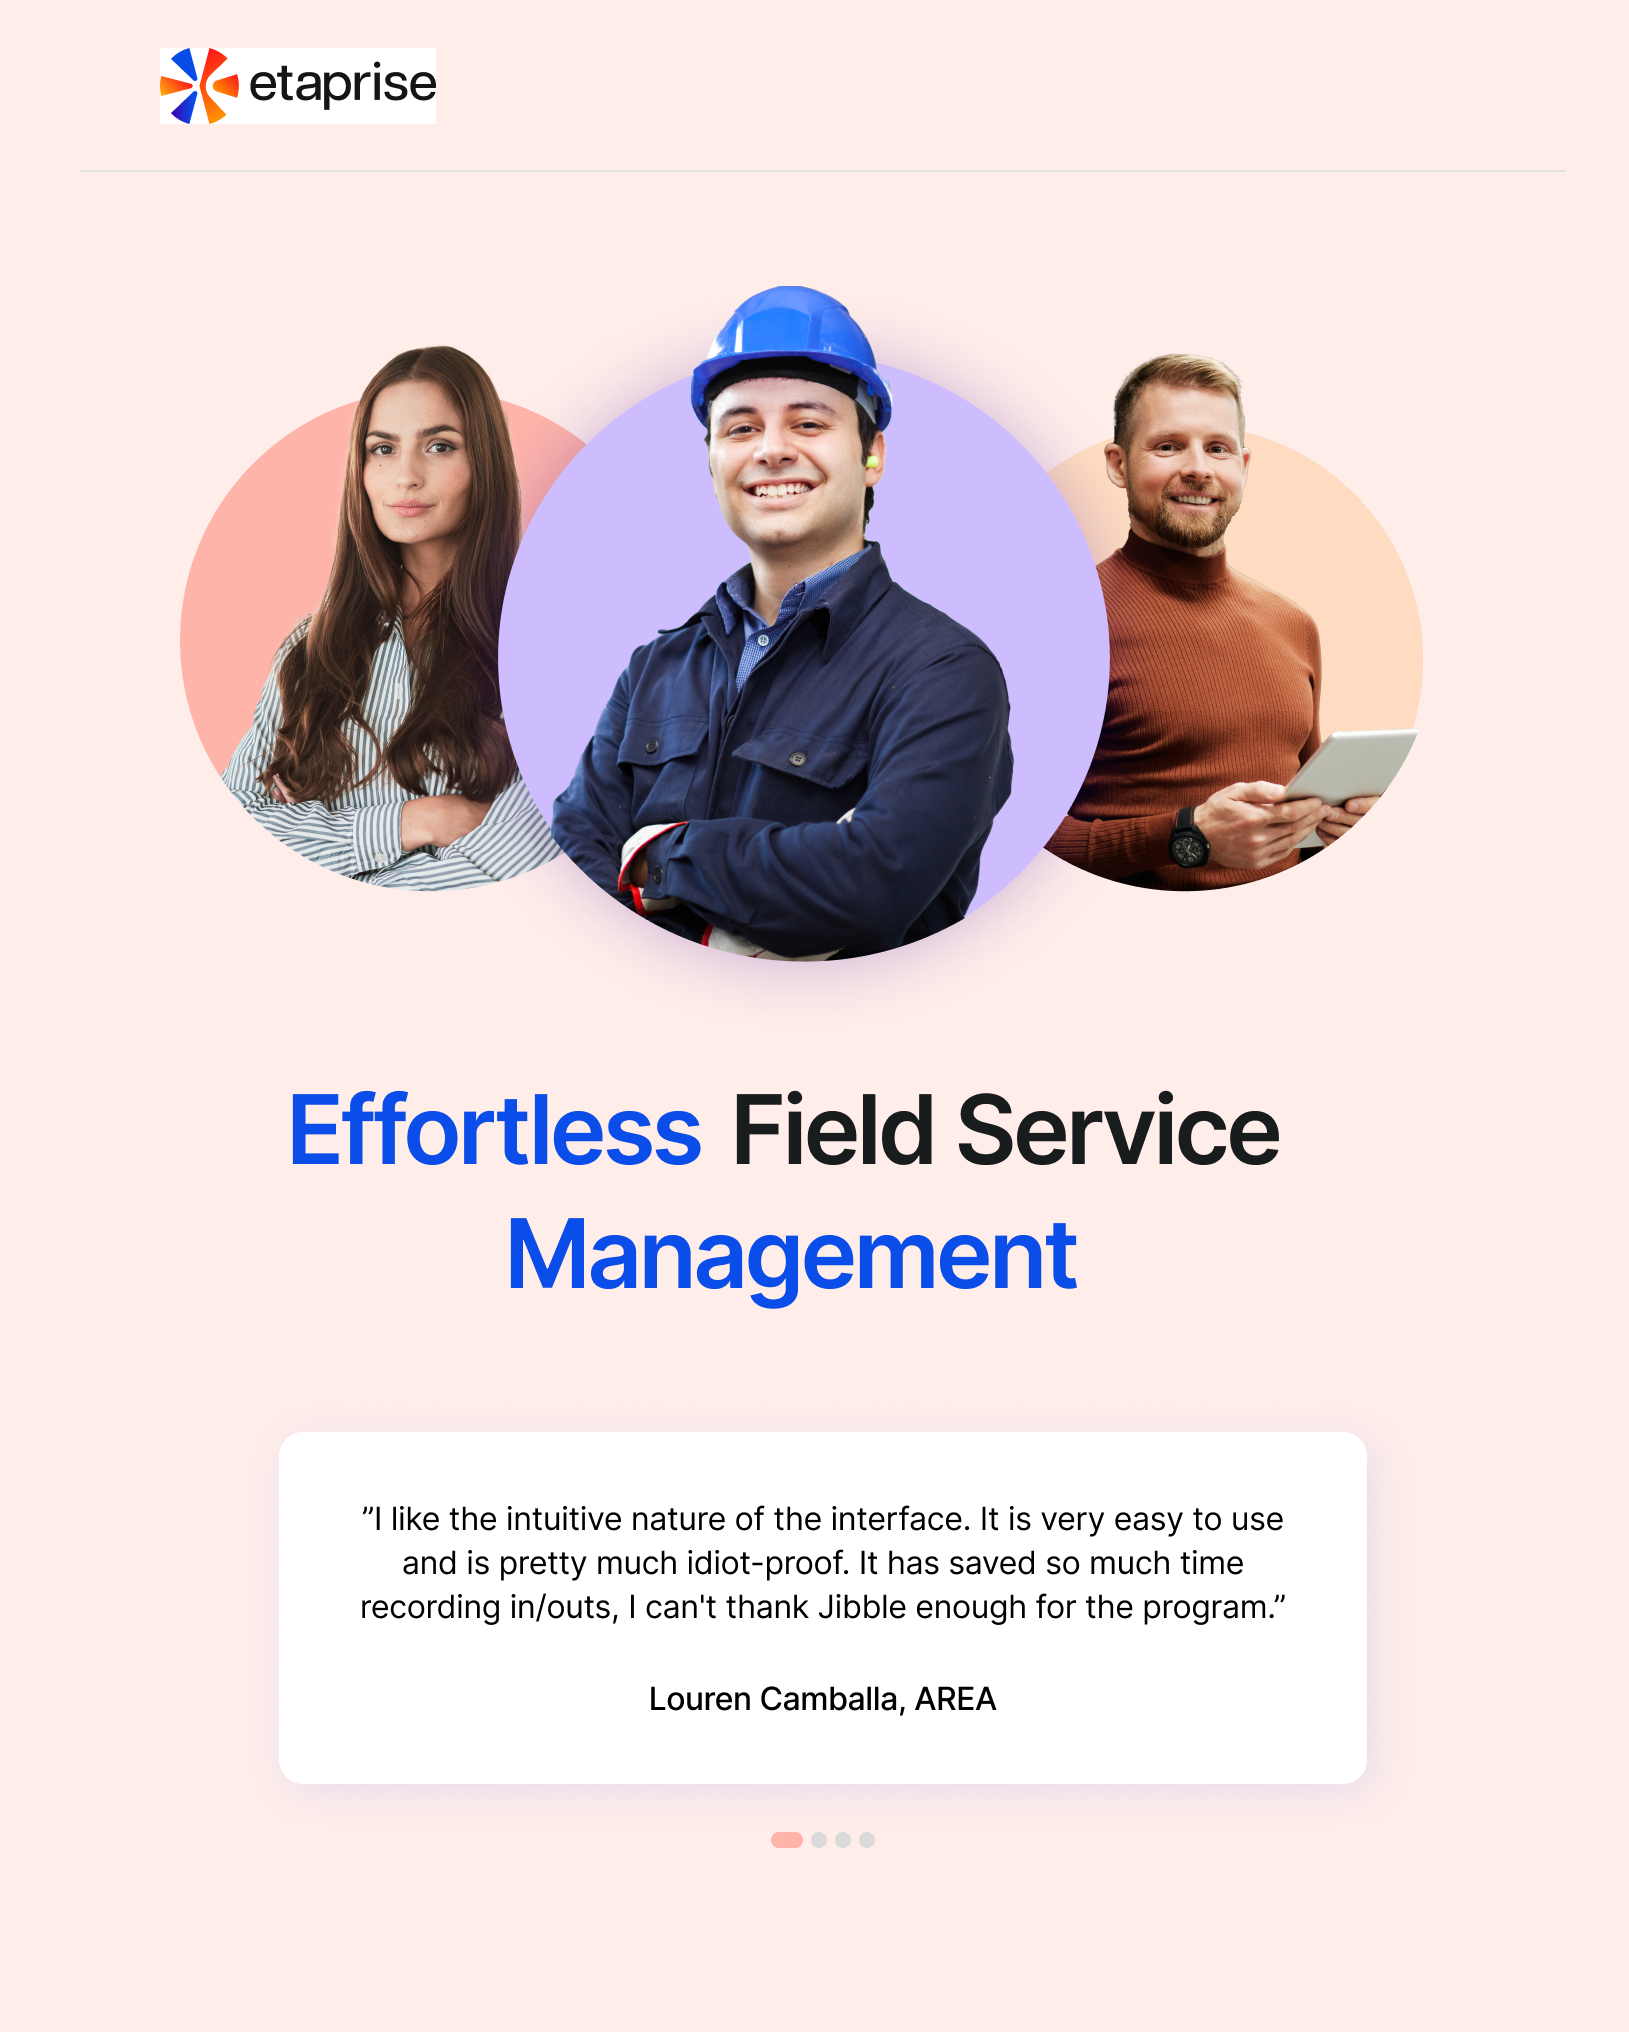 etaprise
Effortless Field Service
Management
”I like the intuitive nature of the interface. It is very easy to use
and is pretty much idiot-proof. It has saved so much time
recording in/outs, I can't thank Jibble enough for the program.”
Louren Camballa, AREA